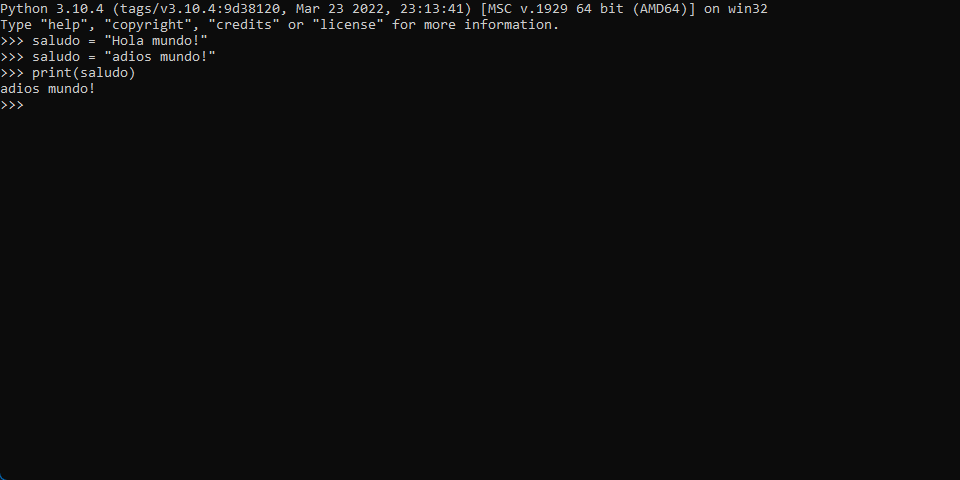 Python 3.10.4 (tags/v3.10.4:9d38120, Mar 23 2022, 23:13:41) [MSC v.1929 64 bit (AMD64)] on win32
Type "help", "copyright", "credits" or "license" for more information.
>>> saludo = "Hola mundo!"
>>> saludo = "adios mundo!"
>>> print(saludo)
adios mundo!
>>>